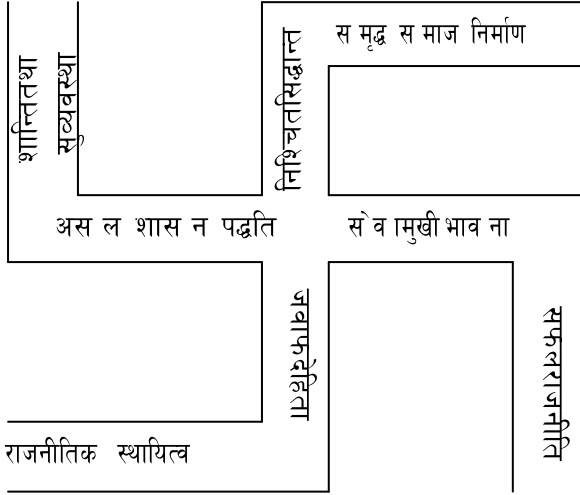 समृद्ध समाज निर्माण
शान्तितथा
सुव्यवस्था
निश्चितसिद्धान्त
असल शासन पद्धति
सेवामुखी भावना
जवाफदेहिता
सफलराजनीति
राजनीतिक स्थायित्व